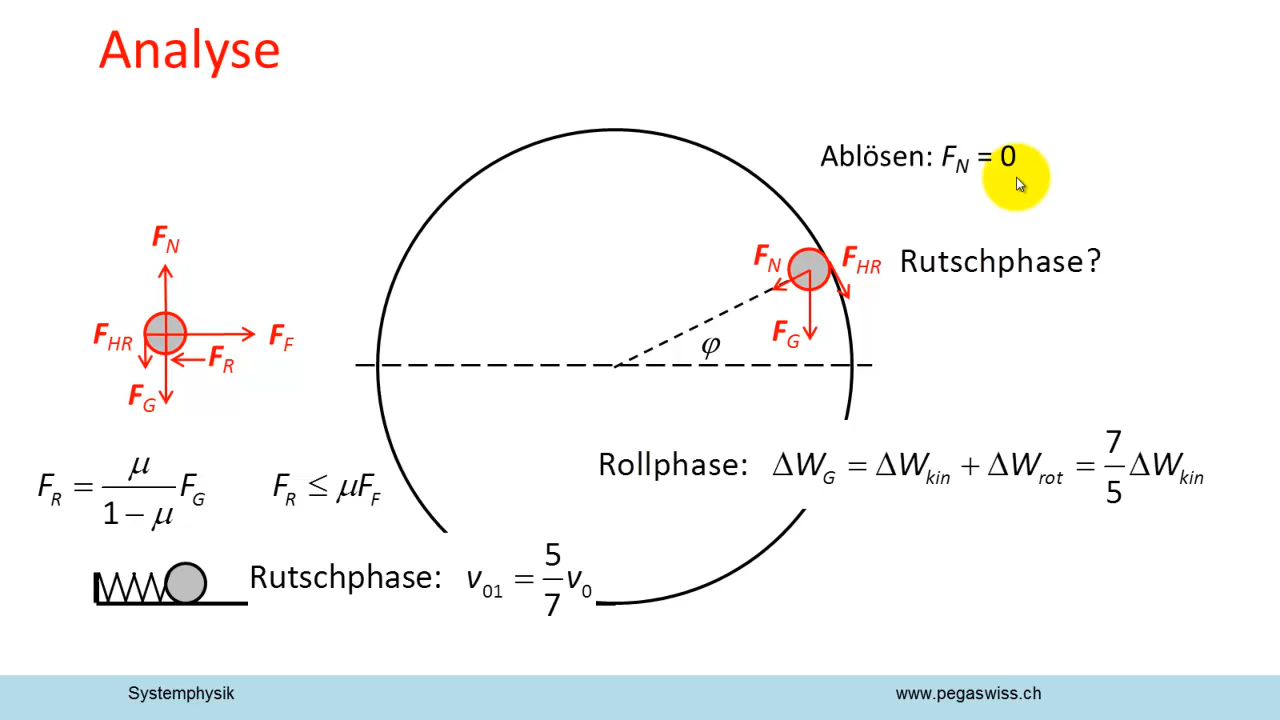 Analyse
Ablösen: F_N = 0
Rutschphase?
F_N
F_HR
F_G
φ
F_N
F_HR
F_F
F_R
F_G
Rollphase: ΔW_G = ΔW_kin + ΔW_rot = 7/5 ΔW_kin
F_R = μ/(1 − μ) F_G
F_R ≤ μF_F
Rutschphase: v_01 = 5/7 v_0
Systemphysik
www.pegaswiss.ch